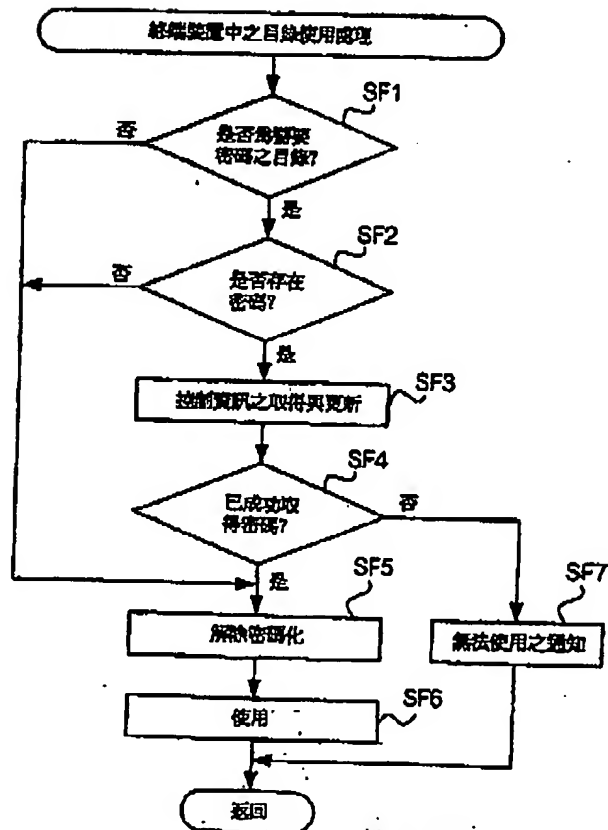 終端裝置中之目錄使用處理
SF1
否
是否為需要
密碼之目錄?
是
SF2
否
是否存在
密碼?
是
SF3
控制資訊之取得與更新
SF4
已成功取
得密碼?
否
是
SF5
SF7
解除密碼化
無法使用之通知
SF6
使用
返回